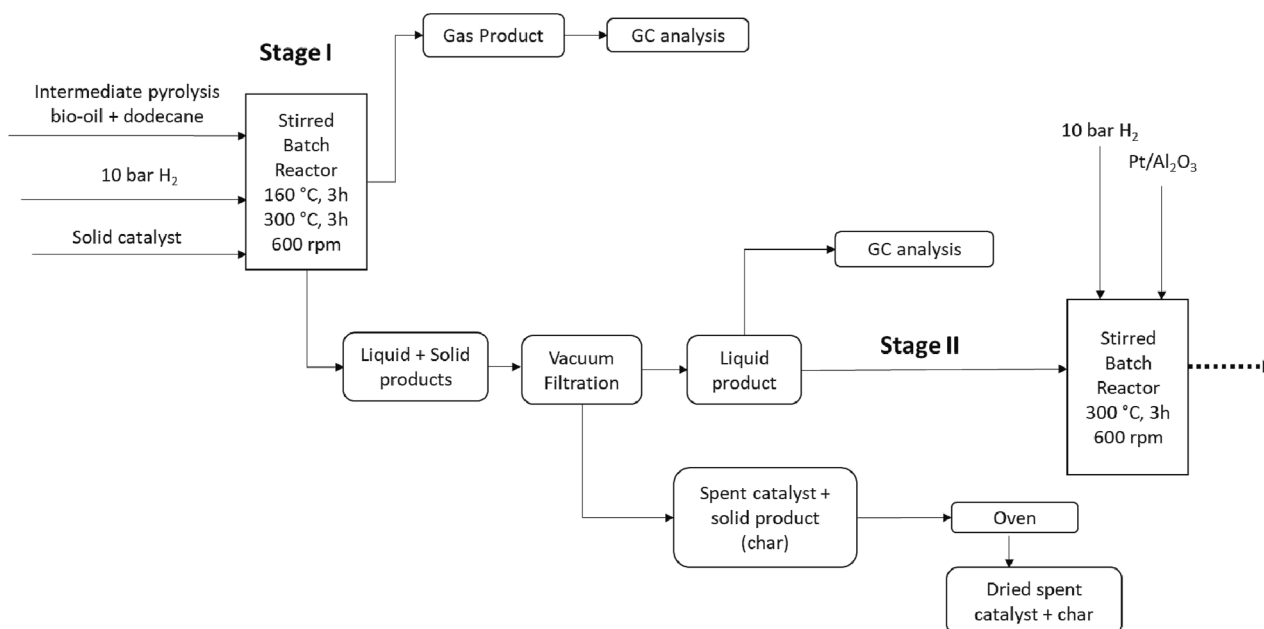 Stage I
Gas Product
GC analysis
Intermediate pyrolysis
bio-oil + dodecane
10 bar H₂
Solid catalyst
Stirred
Batch
Reactor
160 °C, 3h
300 °C, 3h
600 rpm
10 bar H₂
Pt/Al₂O₃
GC analysis
Liquid + Solid
products
Vacuum
Filtration
Liquid
product
Stage II
Stirred
Batch
Reactor
300 °C, 3h
600 rpm
Spent catalyst +
solid product
(char)
Oven
Dried spent
catalyst + char